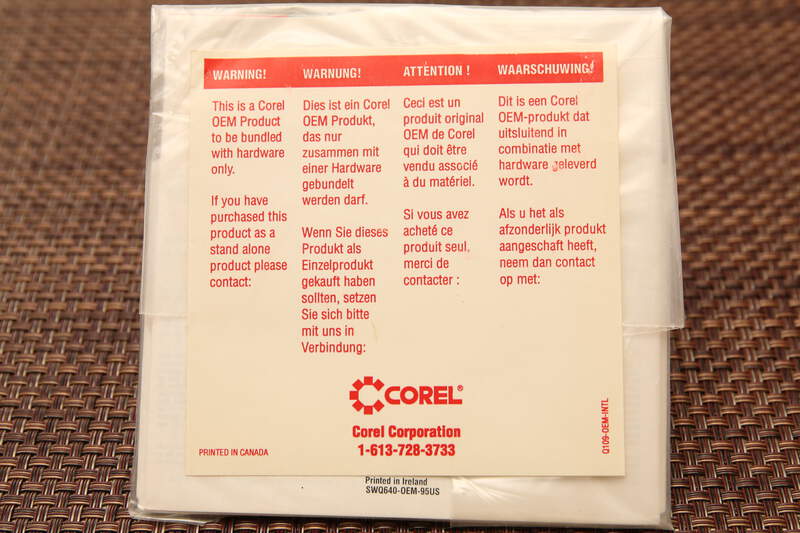 WARNING!
This is a Corel
OEM Product
to be bundled
with hardware
only.
If you have
purchased this
product as a
stand alone
product please
contact:
WARNUNG!
Dies ist ein Corel
OEM Produkt,
das nur
zusammen mit
einer Hardware
gebundelt
werden darf.
Wenn Sie dieses
Produkt als
Einzelprodukt
gekauft haben
sollten, setzen
Sie sich bitte
mit uns in
Verbindung:
ATTENTION !
Ceci est un
produit original
OEM de Corel
qui doit être
vendu associé
à du matériel.
Si vous avez
acheté ce
produit seul,
merci de
contacter :
WAARSCHUWING!
Dit is een Corel
OEM-produkt dat
uitsluitend in
combinatie met
hardware geleverd
wordt.
Als u het als
afzonderlijk produkt
aangeschaft heeft,
neem dan contact
op met:
COREL®
Corel Corporation
1-613-728-3733
PRINTED IN CANADA
Q109-OEM-INTL
Printed in Ireland
SWQ640-OEM-95US